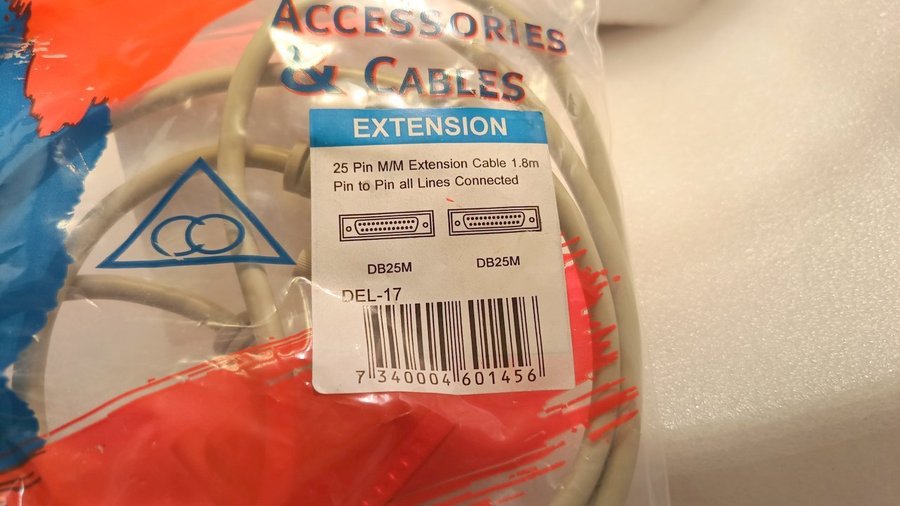 ACCESSORIES
& CABLES
EXTENSION
25 Pin M/M Extension Cable 1.8m
Pin to Pin all Lines Connected
DB25M DB25M
DEL-17
7 340004 601456